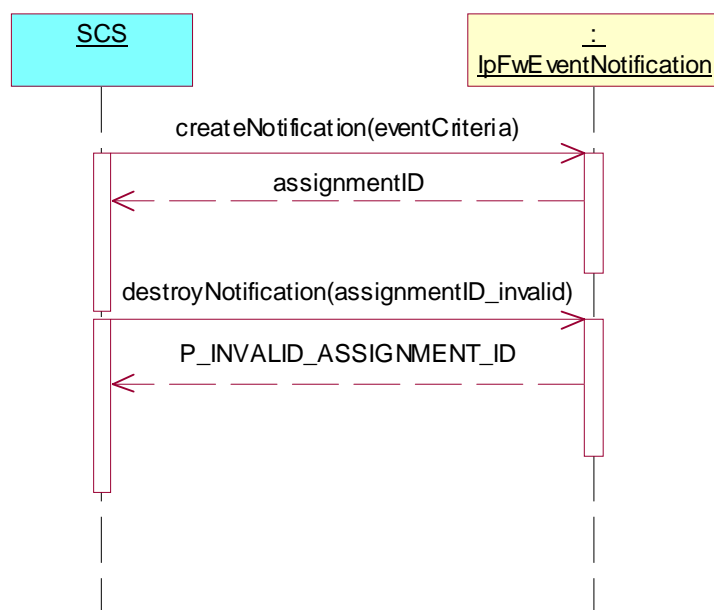 SCS
:
IpFwEventNotification
createNotification(eventCriteria)
assignmentID
destroyNotification(assignmentID_invalid)
P_INVALID_ASSIGNMENT_ID